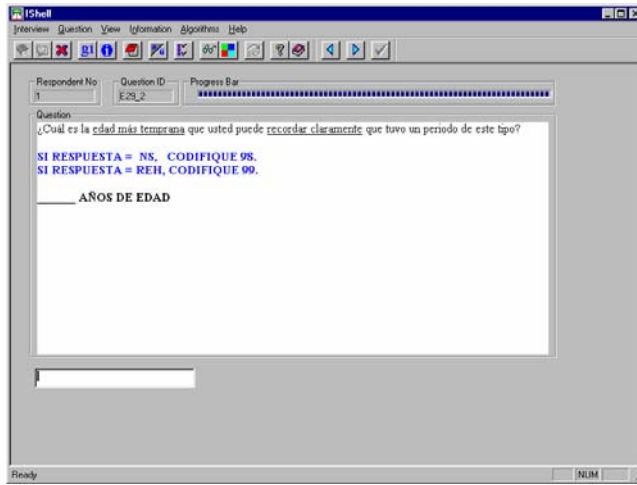 IShell
Interview Question View Information Algorithms Help
Respondent No Question ID Progress Bar
1 E29_2
Question
¿Cuál es la edad más temprana que usted puede recordar claramente que tuvo un periodo de este tipo?
SI RESPUESTA = NS, CODIFIQUE 98.
SI RESPUESTA = REH, CODIFIQUE 99.
______ AÑOS DE EDAD
Ready NUM